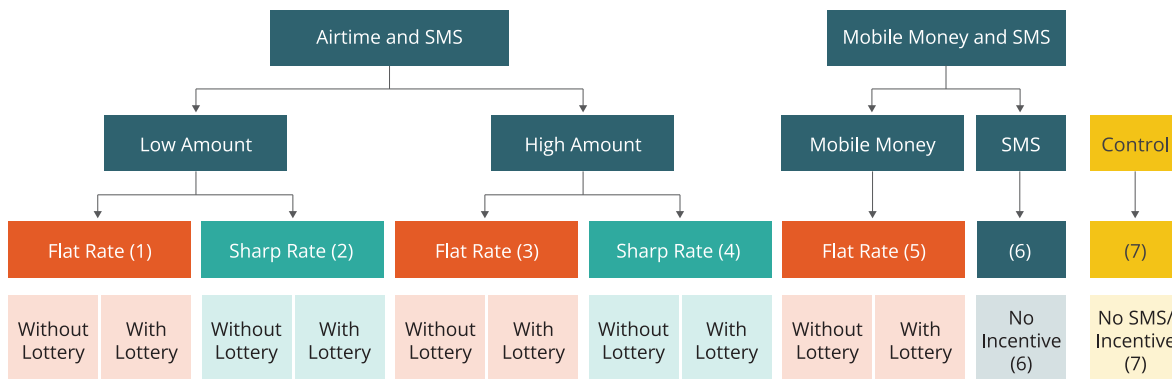 Airtime and SMS
Mobile Money and SMS
Low Amount
High Amount
Mobile Money
SMS
Control
Flat Rate (1)
Sharp Rate (2)
Flat Rate (3)
Sharp Rate (4)
Flat Rate (5)
(6)
(7)
Without
Lottery
With
Lottery
Without
Lottery
With
Lottery
Without
Lottery
With
Lottery
Without
Lottery
With
Lottery
Without
Lottery
With
Lottery
No
Incentive
(6)
No SMS/
Incentive
(7)